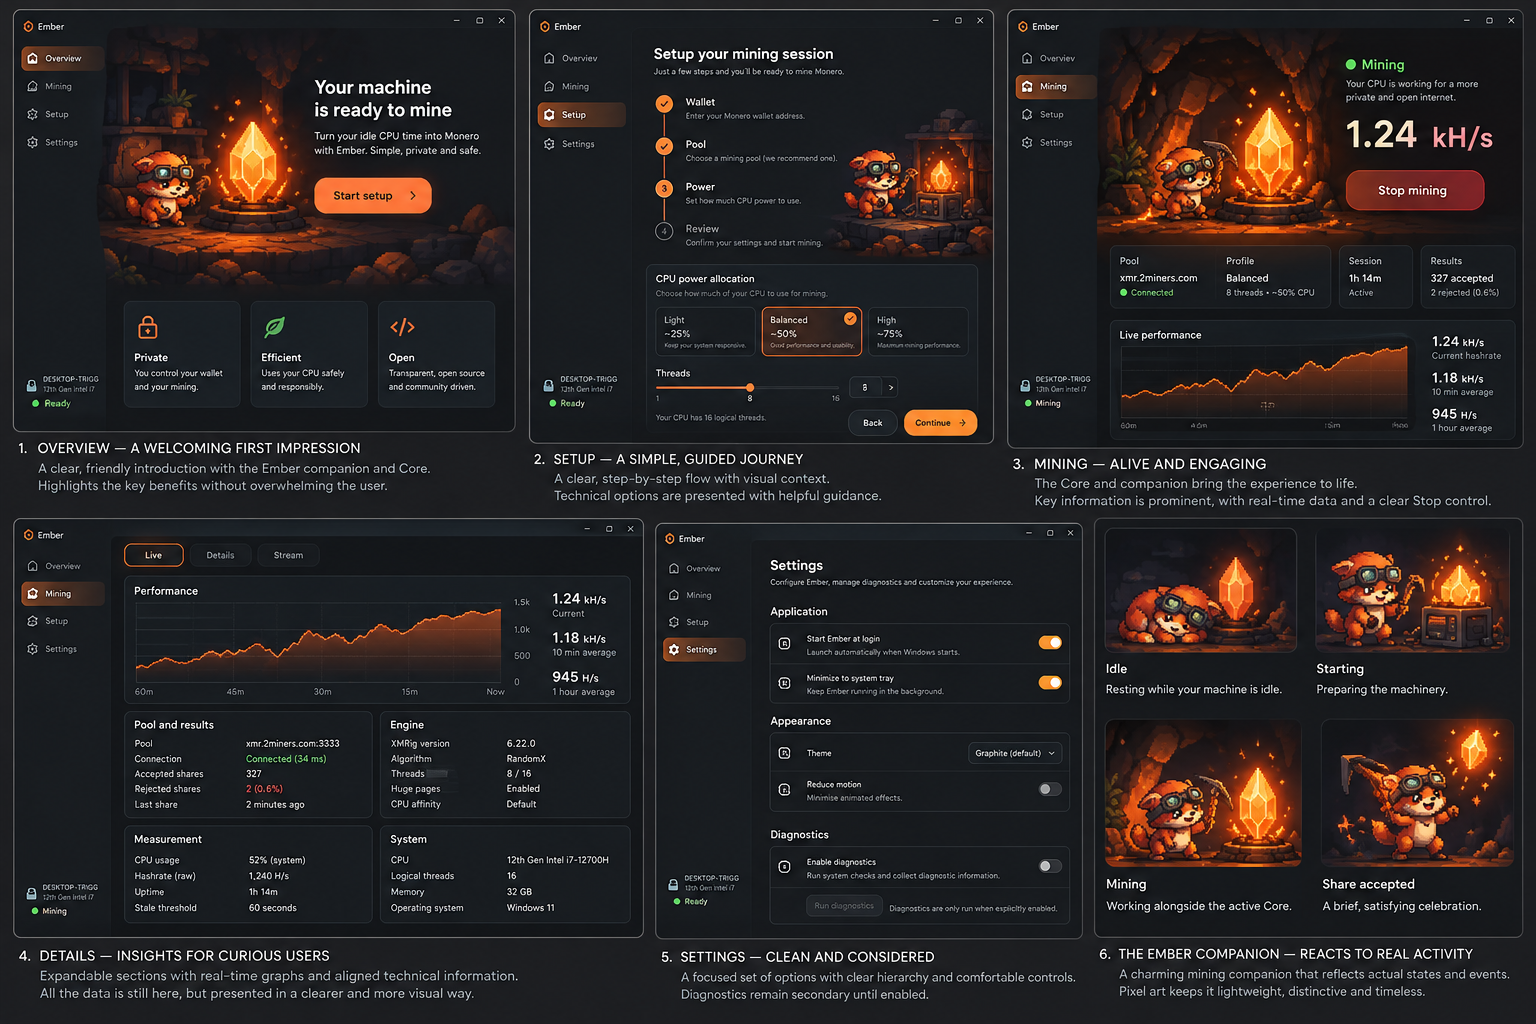 Ember
Overview
Mining
Setup
Settings
Your machine
is ready to mine
Turn your idle CPU time into Monero
with Ember. Simple, private and safe.
Start setup
Private
You control your wallet
and your mining.
Efficient
Uses your CPU safely
and responsibly.
Open
Transparent, open source
and community driven.
DESKTOP-TRIGG
12th Gen Intel i7
Ready
1. OVERVIEW — A WELCOMING FIRST IMPRESSION
A clear, friendly introduction with the Ember companion and Core.
Highlights the key benefits without overwhelming the user.
Ember
Overviev
Mining
Setup
Settings
Setup your mining session
Just a few steps and you'll be ready to mine Monero.
Wallet
Enter your Monero wallet address.
Pool
Choose a mining pool (we recommend one).
3
Power
Set how much CPU power to use.
4
Review
Confirm your settings and start mining.
CPU power allocation
Choose how much of your CPU to use for mining.
Light
~25%
Keep your system responsive.
Balanced
~50%
Good performance and usability.
High
~75%
Maximum mining performance.
Threads
8
1 8 16
Your CPU has 16 logical threads.
Back
Continue
DESKTOP-TRIGG
12th Gen Intel i7
Ready
2. SETUP — A SIMPLE, GUIDED JOURNEY
A clear, step-by-step flow with visual context.
Technical options are presented with helpful guidance.
Ember
Overviev
Mining
Setup
Settings
Mining
Your CPU is working for a more
private and open internet.
1.24 kH/s
Stop mining
Pool
xmr.2miners.com
Connected
Profile
Balanced
8 threads • ~50% CPU
Session
1h 14m
Active
Results
327 accepted
2 rejected (0.6%)
Live performance
60m
1.24 kH/s
Current hashrate
1.18 kH/s
10 min average
945 H/s
1 hour average
DESKTOP-TRIGG
12th Gen Intel i7
Mining
3. MINING — ALIVE AND ENGAGING
The Core and companion bring the experience to life.
Key information is prominent, with real-time data and a clear Stop control.
Ember
Overview
Mining
Setup
Settings
Live
Details
Stream
Performance
1.5k
1.0k
500
0
60m 45m 30m 15m Now
1.24 kH/s
Current
1.18 kH/s
10 min average
945 H/s
1 hour average
Pool and results
Pool xmr.2miners.com:3333
Connection Connected (34 ms)
Accepted shares 327
Rejected shares 2 (0.6%)
Last share 2 minutes ago
Engine
XMRig version 6.22.0
Algorithm RandomX
Threads 8 / 16
Huge pages Enabled
CPU affinity Default
Measurement
CPU usage 52% (system)
Hashrate (raw) 1,240 H/s
Uptime 1h 14m
Stale threshold 60 seconds
System
CPU 12th Gen Intel i7-12700H
Logical threads 16
Memory 32 GB
Operating system Windows 11
DESKTOP-TRIGG
12th Gen Intel i7
Mining
4. DETAILS — INSIGHTS FOR CURIOUS USERS
Expandable sections with real-time graphs and aligned technical information.
All the data is still here, but presented in a clearer and more visual way.
Ember
Overview
Mining
Setup
Settings
Settings
Configure Ember, manage diagnostics and customize your experience.
Application
Start Ember at login
Launch automatically when Windows starts.
Minimize to system tray
Keep Ember running in the background.
Appearance
Theme
Graphite (default)
Reduce motion
Minimise animated effects.
Diagnostics
Enable diagnostics
Run system checks and collect diagnostic information.
Run diagnostics
Diagnostics are only run when explicitly enabled.
DESKTOP-TRIGG
12th Gen Intel i7
Ready
5. SETTINGS — CLEAN AND CONSIDERED
A focused set of options with clear hierarchy and comfortable controls.
Diagnostics remain secondary until enabled.
Idle
Resting while your machine is idle.
Starting
Preparing the machinery.
Mining
Working alongside the active Core.
Share accepted
A brief, satisfying celebration.
6. THE EMBER COMPANION — REACTS TO REAL ACTIVITY
A charming mining companion that reflects actual states and events.
Pixel art keeps it lightweight, distinctive and timeless.